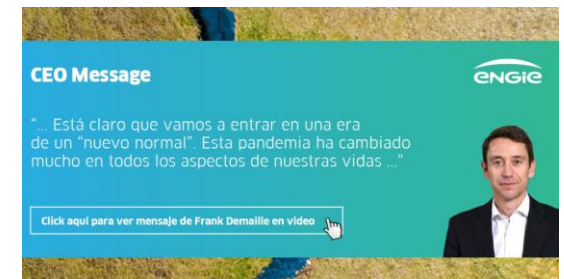 CEO Message
ENGIE
“... Está claro que vamos a entrar en una era
de un “nuevo normal”. Esta pandemia ha cambiado
mucho en todos los aspectos de nuestras vidas ...”
Click aquí para ver mensaje de Frank Demaille en video